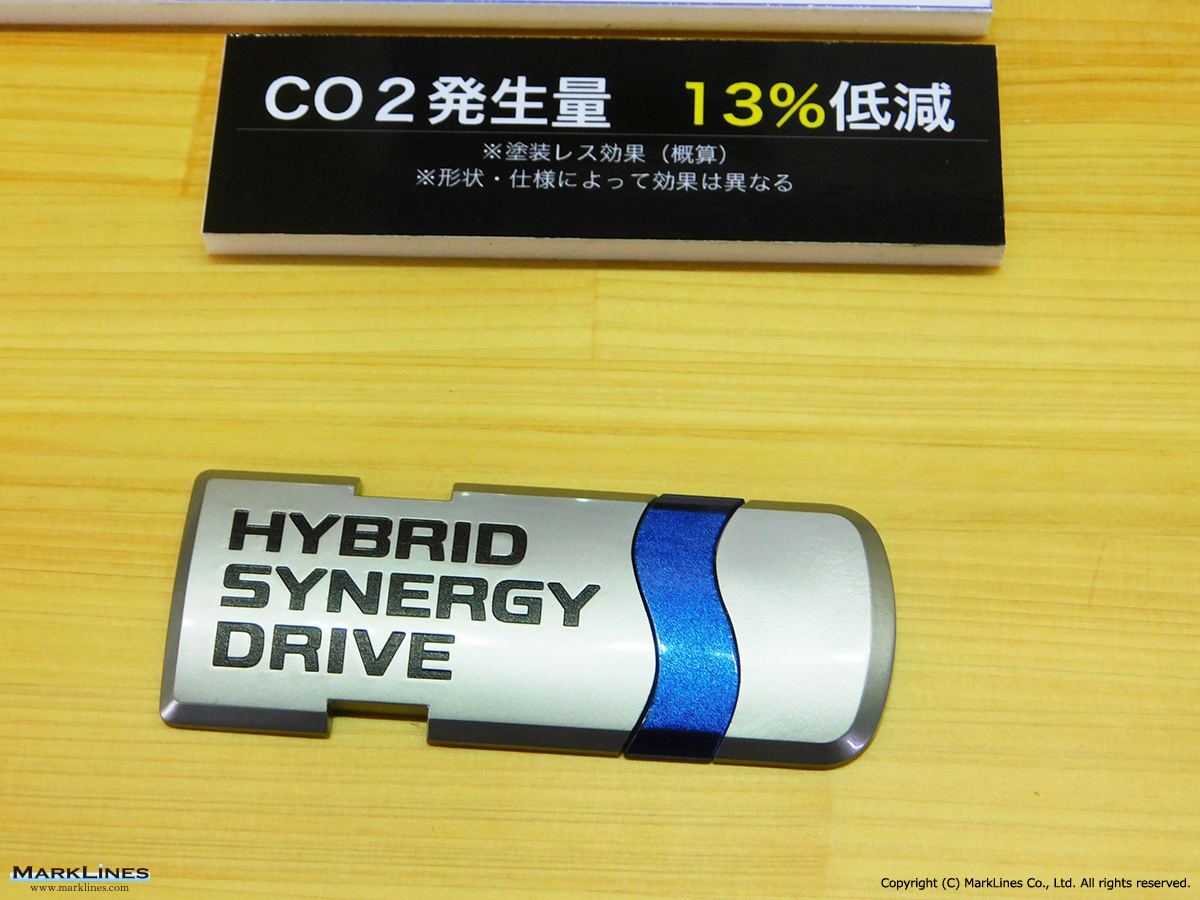 CO2発生量 13%低減
※塗装レス効果（概算）
※形状・仕様によって効果は異なる
HYBRID
SYNERGY
DRIVE
MARKLINES
www.marklines.com
Copyright (C) MarkLines Co., Ltd. All rights reserved.